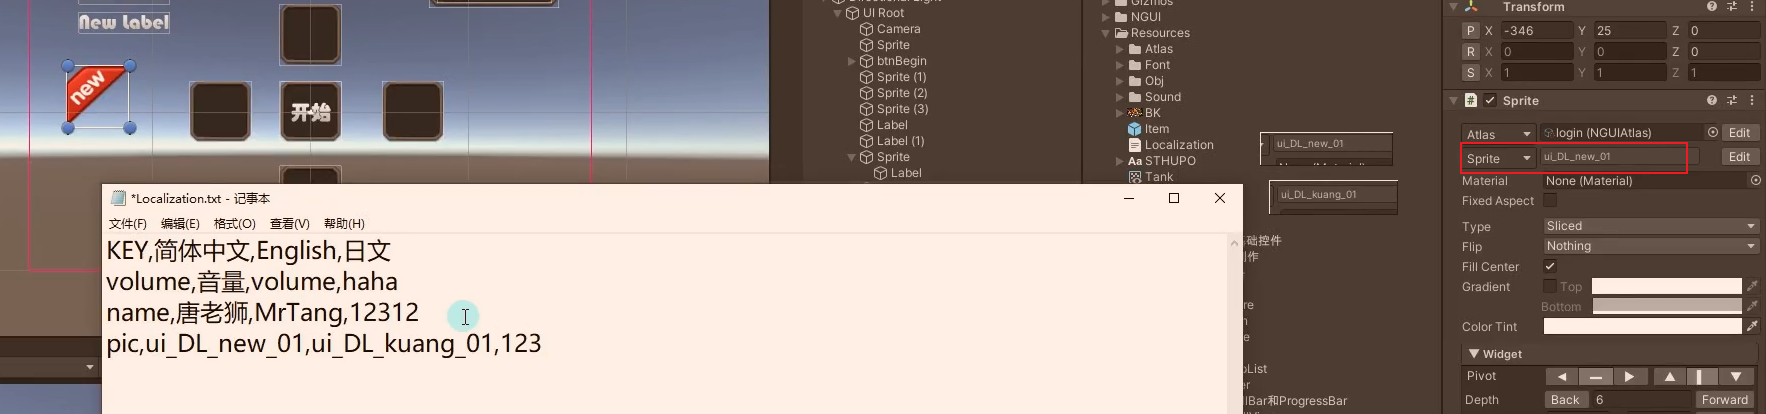 New Label
new
开始
UI Root
Camera
Sprite
btnBegin
Sprite (1)
Sprite (2)
Sprite (3)
Label
Label (1)
Sprite
Label
Gizmos
NGUI
Resources
Atlas
Font
Obj
Sound
BK
Item
Localization
Aa STHUPO
Tank
ui_DL_new_01
ui_DL_kuang_01
础控件
Bar和ProgressBar
Transform
P X -346 Y 25 Z 0
R X 0 Y 0 Z 0
S X 1 Y 1 Z 1
# Sprite
Atlas login (NGUIAtlas) Edit
Sprite ui_DL_new_01 Edit
Material None (Material)
Fixed Aspect
Type Sliced
Flip Nothing
Fill Center
Gradient Top
Bottom
Color Tint
Widget
Pivot
Depth Back 6 Forward
*Localization.txt - 记事本
文件(F) 编辑(E) 格式(O) 查看(V) 帮助(H)
KEY,简体中文,English,日文
volume,音量,volume,haha
name,唐老狮,MrTang,12312
pic,ui_DL_new_01,ui_DL_kuang_01,123